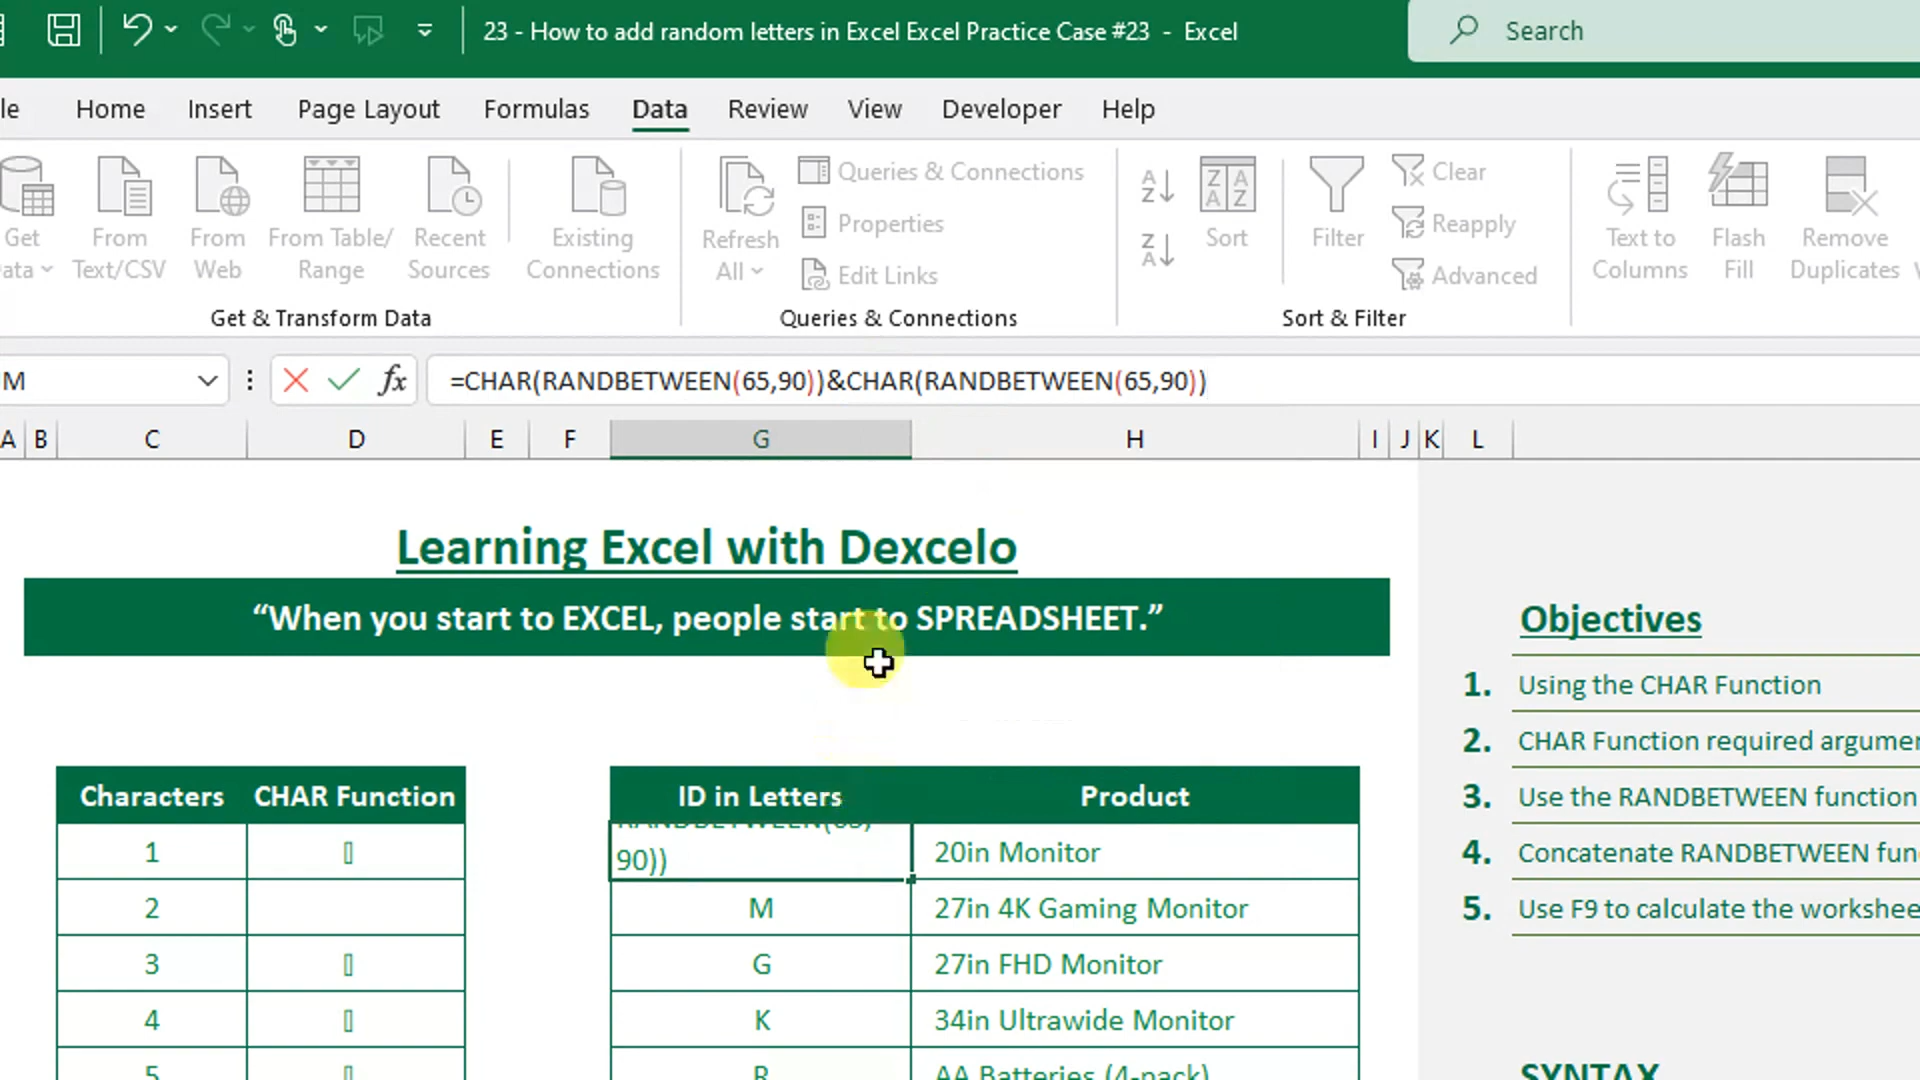 23 - How to add random letters in Excel Excel Practice Case #23 - Excel
Search
le Home Insert Page Layout Formulas Data Review View Developer Help
Get
ata
From
Text/CSV
From
Web
From Table/
Range
Recent
Sources
Existing
Connections
Get & Transform Data
Refresh
All
Queries & Connections
Properties
Edit Links
Queries & Connections
Sort
Filter
Clear
Reapply
Advanced
Sort & Filter
Text to
Columns
Flash
Fill
Remove
Duplicates
M
fx
=CHAR(RANDBETWEEN(65,90))&CHAR(RANDBETWEEN(65,90))
A B C D E F G H I J K L
Learning Excel with Dexcelo
“When you start to EXCEL, people start to SPREADSHEET.”
Characters CHAR Function
1
2
3
4
5
ID in Letters Product
RANDBETWEEN(65,
90)) 20in Monitor
M 27in 4K Gaming Monitor
G 27in FHD Monitor
K 34in Ultrawide Monitor
R AA Batteries (4-pack)
Objectives
1. Using the CHAR Function
2. CHAR Function required argumen
3. Use the RANDBETWEEN function
4. Concatenate RANDBETWEEN fun
5. Use F9 to calculate the workshee
SYNTAX